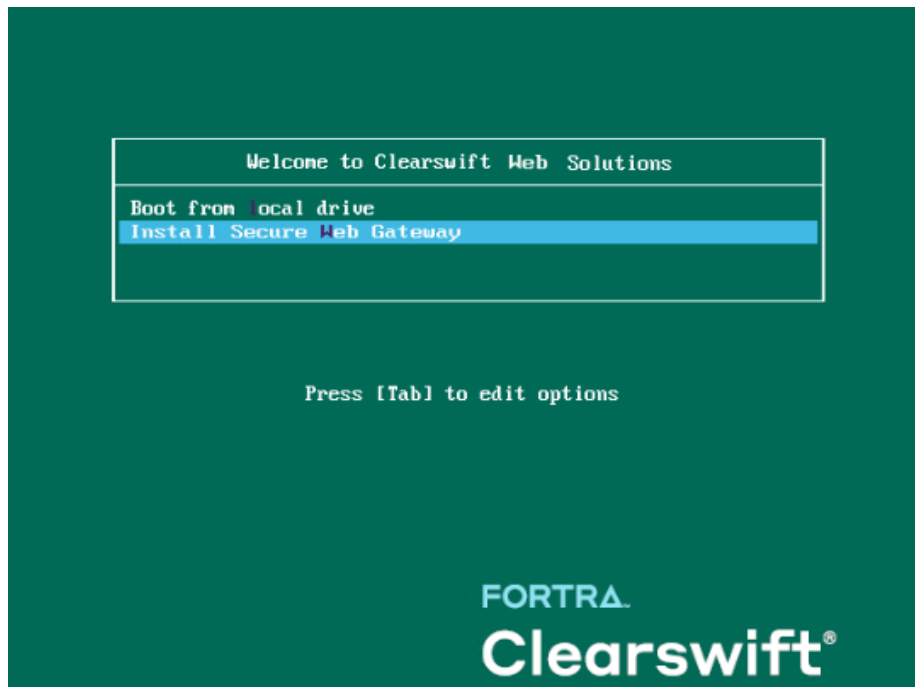 Welcome to Clearswift Web Solutions
Boot from local drive
Install Secure Web Gateway
Press [Tab] to edit options
FORTRA™
Clearswift®